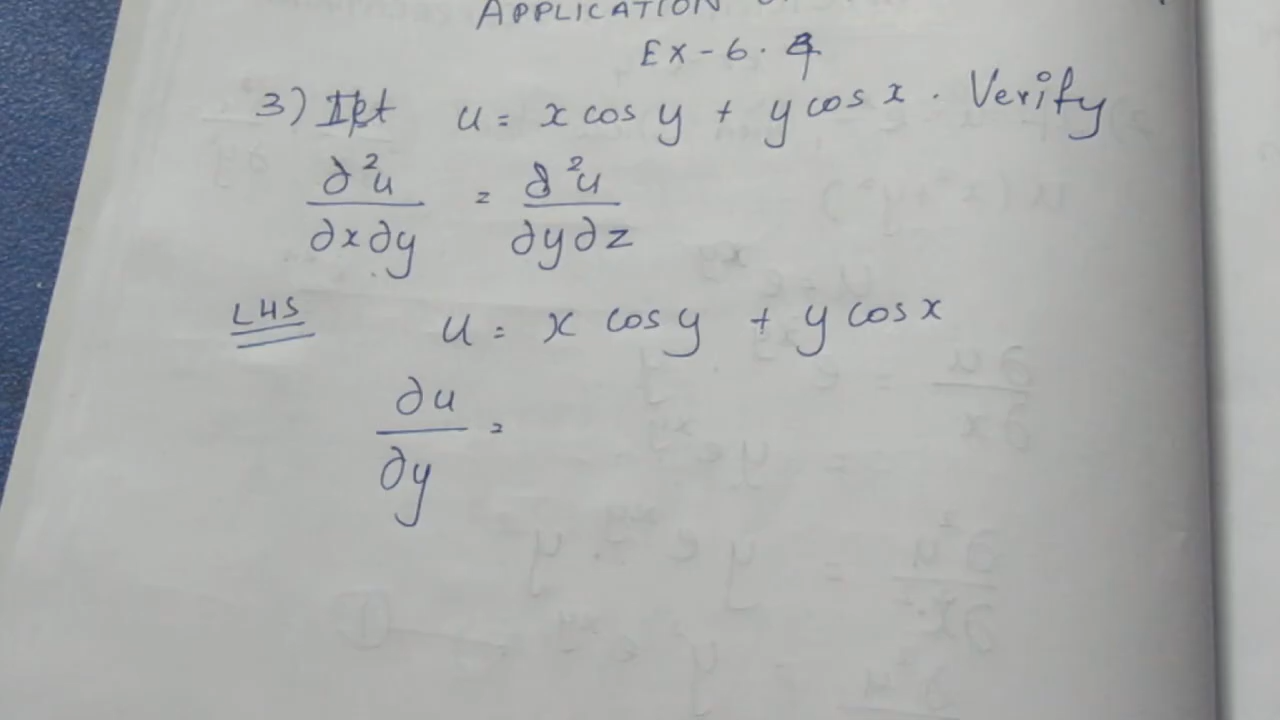 APPLICATION
EX-6.4
3) Let u = x cos y + y cos x. Verify
∂²u/∂x∂y = ∂²u/∂y∂z
LHS u = x cos y + y cos x
∂u/∂y =